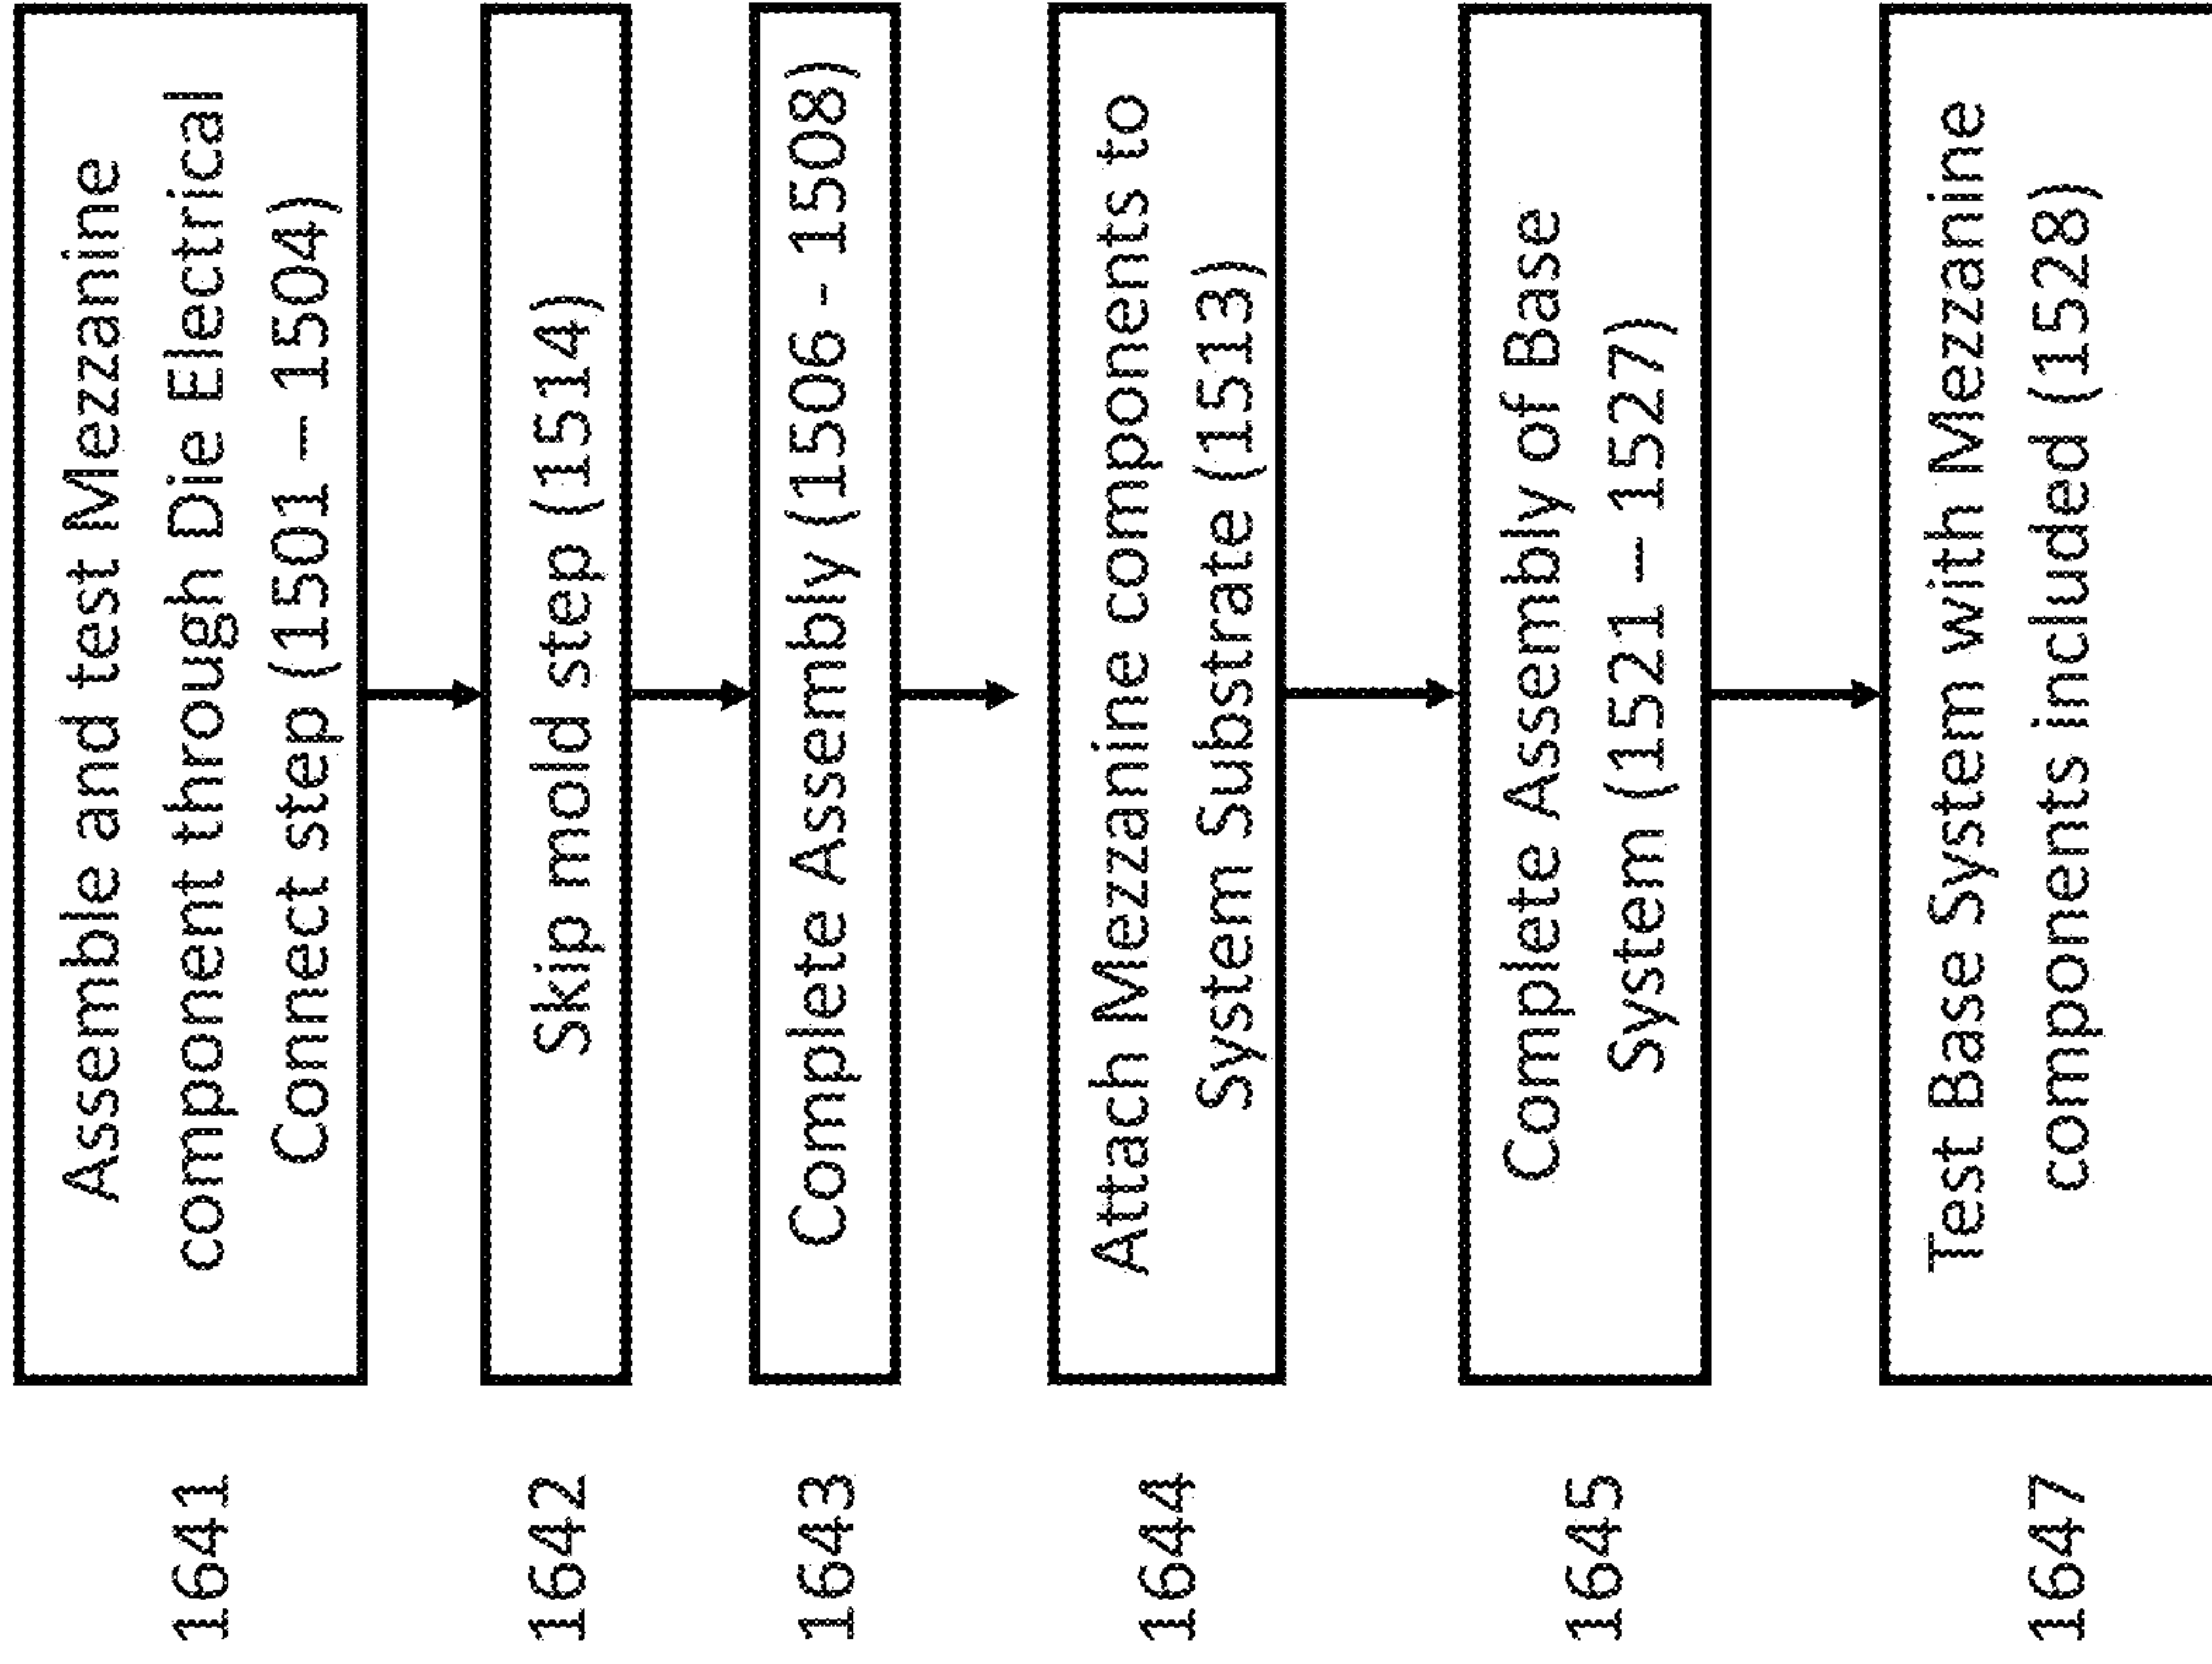 1641
Assemble and test Mezzanine
component through Die Electrical
Connect step (1501 – 1504)
1642
Skip mold step (1514)
1643
Complete Assembly (1506 - 1508)
1644
Attach Mezzanine components to
System Substrate (1513)
1645
Complete Assembly of Base
System (1521 – 1527)
1647
Test Base System with Mezzanine
components included (1528)